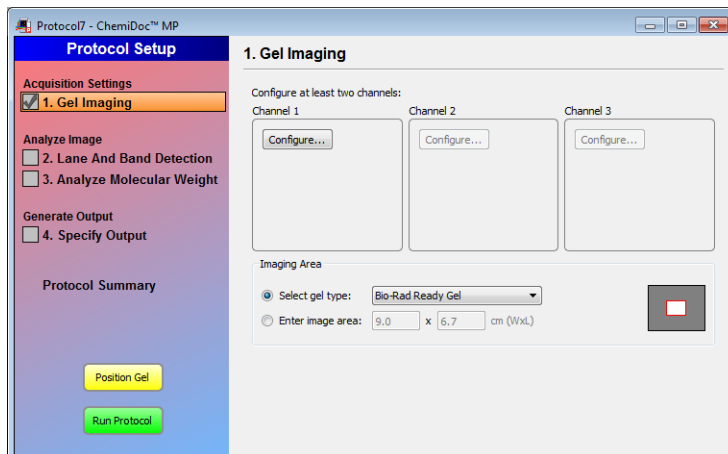 Protocol7 - ChemiDoc™ MP
Protocol Setup
Acquisition Settings
1. Gel Imaging
Analyze Image
2. Lane And Band Detection
3. Analyze Molecular Weight
Generate Output
4. Specify Output
Protocol Summary
Position Gel
Run Protocol
1. Gel Imaging
Configure at least two channels:
Channel 1 Channel 2 Channel 3
Configure... Configure... Configure...
Imaging Area
Select gel type: Bio-Rad Ready Gel
Enter image area: 9.0 x 6.7 cm (WxL)